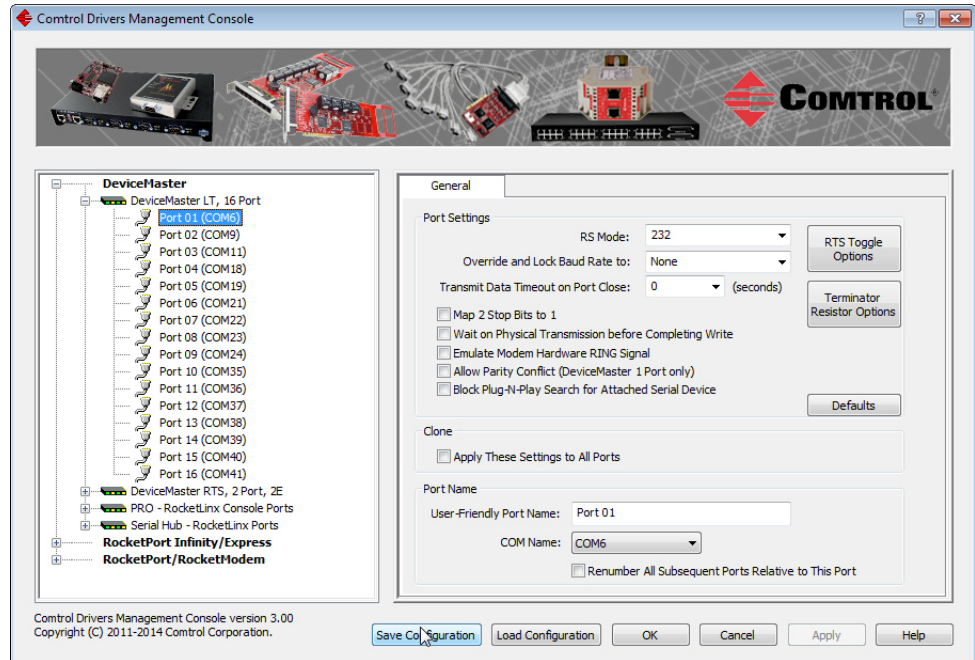 Comtrol Drivers Management Console
COMTROL
DeviceMaster
DeviceMaster LT, 16 Port
Port 01 (COM6)
Port 02 (COM9)
Port 03 (COM11)
Port 04 (COM18)
Port 05 (COM19)
Port 06 (COM21)
Port 07 (COM22)
Port 08 (COM23)
Port 09 (COM24)
Port 10 (COM35)
Port 11 (COM36)
Port 12 (COM37)
Port 13 (COM38)
Port 14 (COM39)
Port 15 (COM40)
Port 16 (COM41)
DeviceMaster RTS, 2 Port, 2E
PRO - RocketLinx Console Ports
Serial Hub - RocketLinx Ports
RocketPort Infinity/Express
RocketPort/RocketModem
General
Port Settings
RS Mode: 232
Override and Lock Baud Rate to: None
Transmit Data Timeout on Port Close: 0 (seconds)
RTS Toggle
Options
Terminator
Resistor Options
Map 2 Stop Bits to 1
Wait on Physical Transmission before Completing Write
Emulate Modem Hardware RING Signal
Allow Parity Conflict (DeviceMaster 1 Port only)
Block Plug-N-Play Search for Attached Serial Device
Defaults
Clone
Apply These Settings to All Ports
Port Name
User-Friendly Port Name: Port 01
COM Name: COM6
Renumber All Subsequent Ports Relative to This Port
Comtrol Drivers Management Console version 3.00
Copyright (C) 2011-2014 Comtrol Corporation.
Save Configuration Load Configuration OK Cancel Apply Help